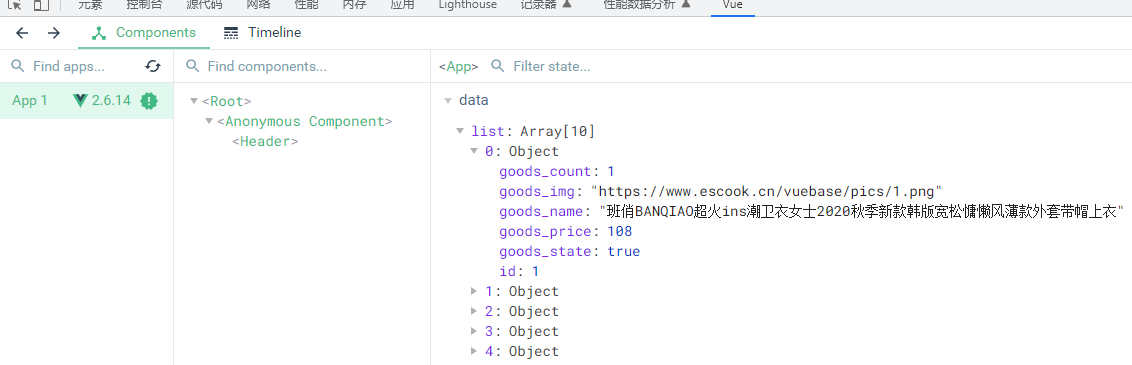 元素 控制台 源代码 网络 性能 内存 应用 Lighthouse 记录器 性能数据分析 Vue
Components Timeline
Find apps... Find components... <App> Filter state...
App 1 2.6.14
<Root>
<Anonymous Component>
<Header>
data
list: Array[10]
0: Object
goods_count: 1
goods_img: "https://www.escook.cn/vuebase/pics/1.png"
goods_name: "班俏BANQIAO超火ins潮卫衣女士2020秋季新款韩版宽松慵懒风薄款外套带帽上衣"
goods_price: 108
goods_state: true
id: 1
1: Object
2: Object
3: Object
4: Object